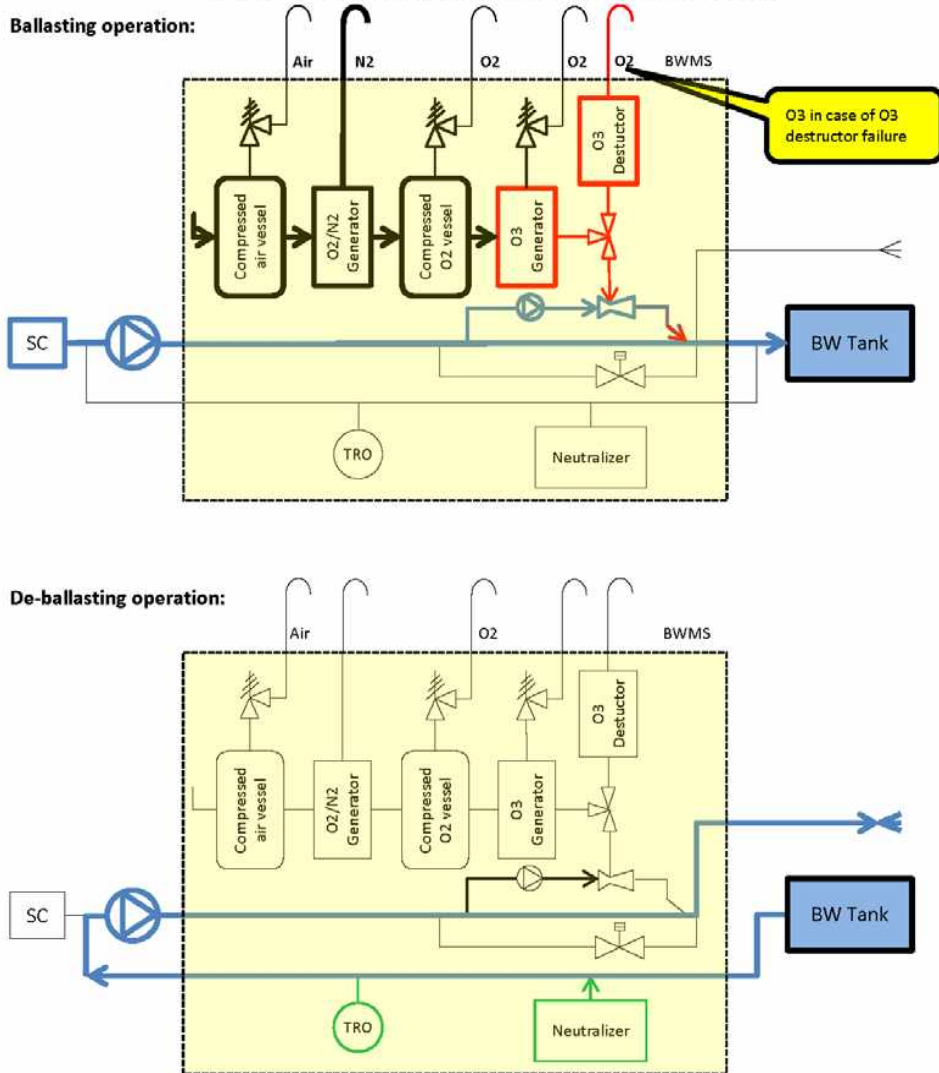 Ballasting operation:
Air
N2
O2
O2
O2
BWMS
O3 in case of O3
destructor failure
O3
Destuctor
Compressed
air vessel
O2/N2
Generator
Compressed
O2 vessel
O3
Generator
SC
BW Tank
TRO
Neutralizer
De-ballasting operation:
Air
O2
BWMS
O3
Destuctor
Compressed
air vessel
O2/N2
Generator
Compressed
O2 vessel
O3
Generator
SC
BW Tank
TRO
Neutralizer